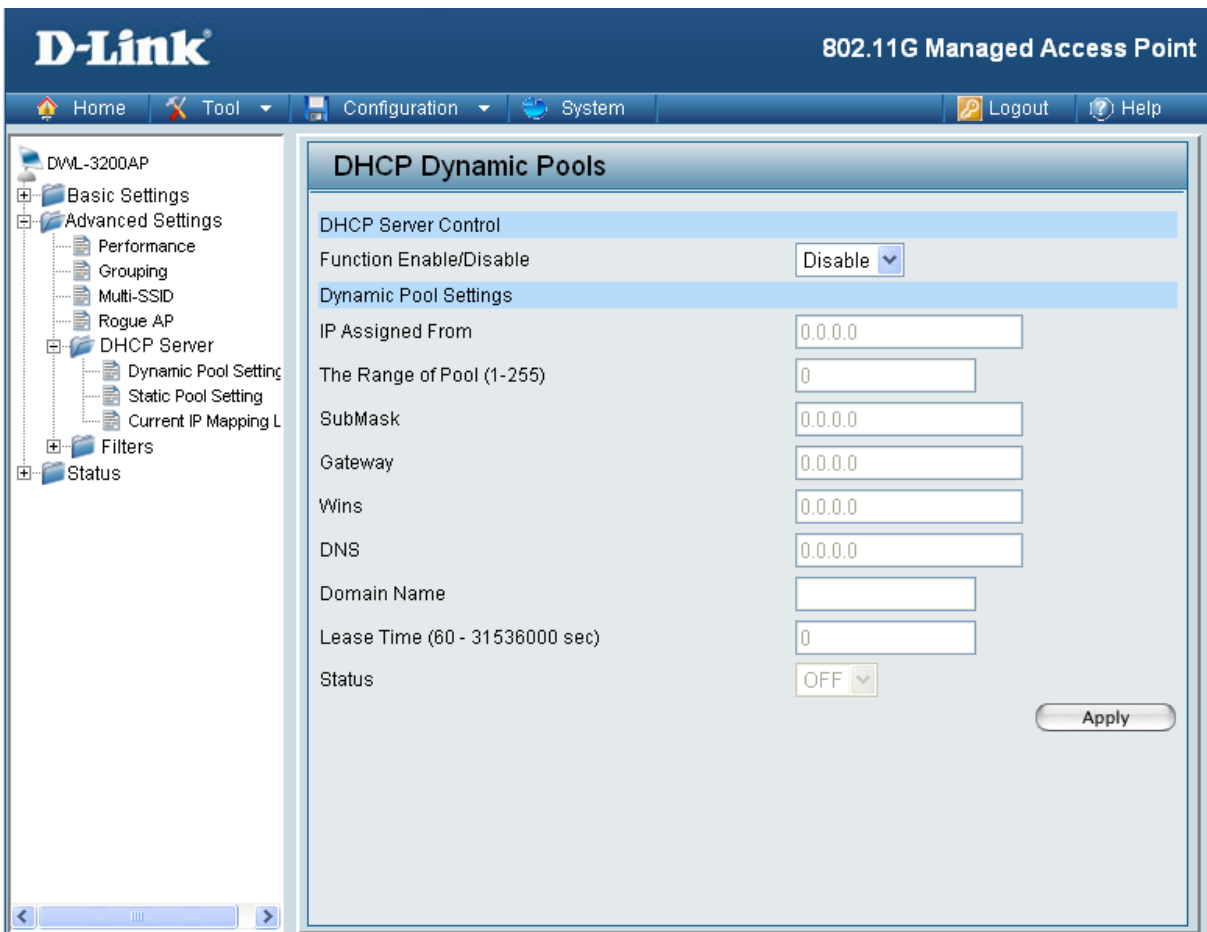 D-Link
802.11G Managed Access Point
Home Tool Configuration System Logout Help
DWL-3200AP
Basic Settings
Advanced Settings
Performance
Grouping
Multi-SSID
Rogue AP
DHCP Server
Dynamic Pool Setting
Static Pool Setting
Current IP Mapping L
Filters
Status
DHCP Dynamic Pools
DHCP Server Control
Function Enable/Disable Disable
Dynamic Pool Settings
IP Assigned From 0.0.0.0
The Range of Pool (1-255) 0
SubMask 0.0.0.0
Gateway 0.0.0.0
Wins 0.0.0.0
DNS 0.0.0.0
Domain Name
Lease Time (60 - 31536000 sec) 0
Status OFF
Apply